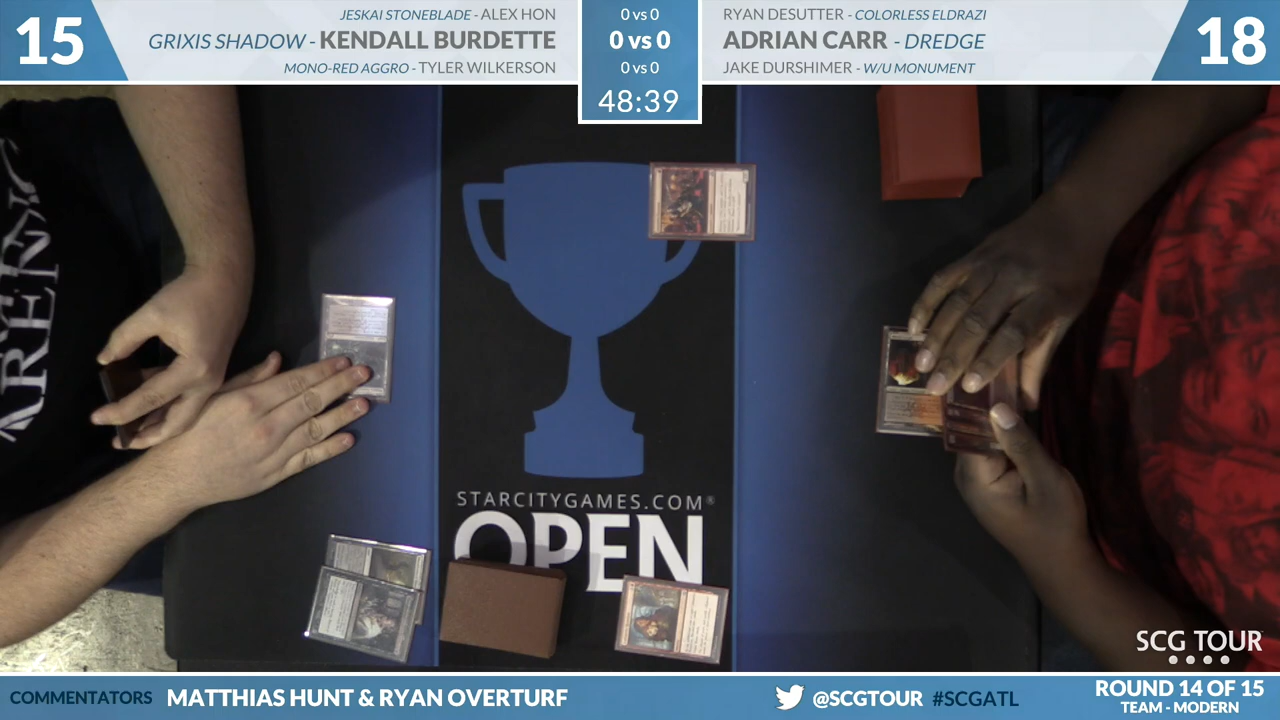 15
JESKAI STONEBLADE - ALEX HON
GRIXIS SHADOW - KENDALL BURDETTE
MONO-RED AGGRO - TYLER WILKERSON
0 vs 0
0 vs 0
0 vs 0
48:39
RYAN DESUTTER - COLORLESS ELDRAZI
ADRIAN CARR - DREDGE
JAKE DURSHIMER - W/U MONUMENT
18
STARCITYGAMES.COM®
OPEN
SCG TOUR
COMMENTATORS MATTHIAS HUNT & RYAN OVERTURF
@SCGTOUR #SCGATL
ROUND 14 OF 15
TEAM - MODERN